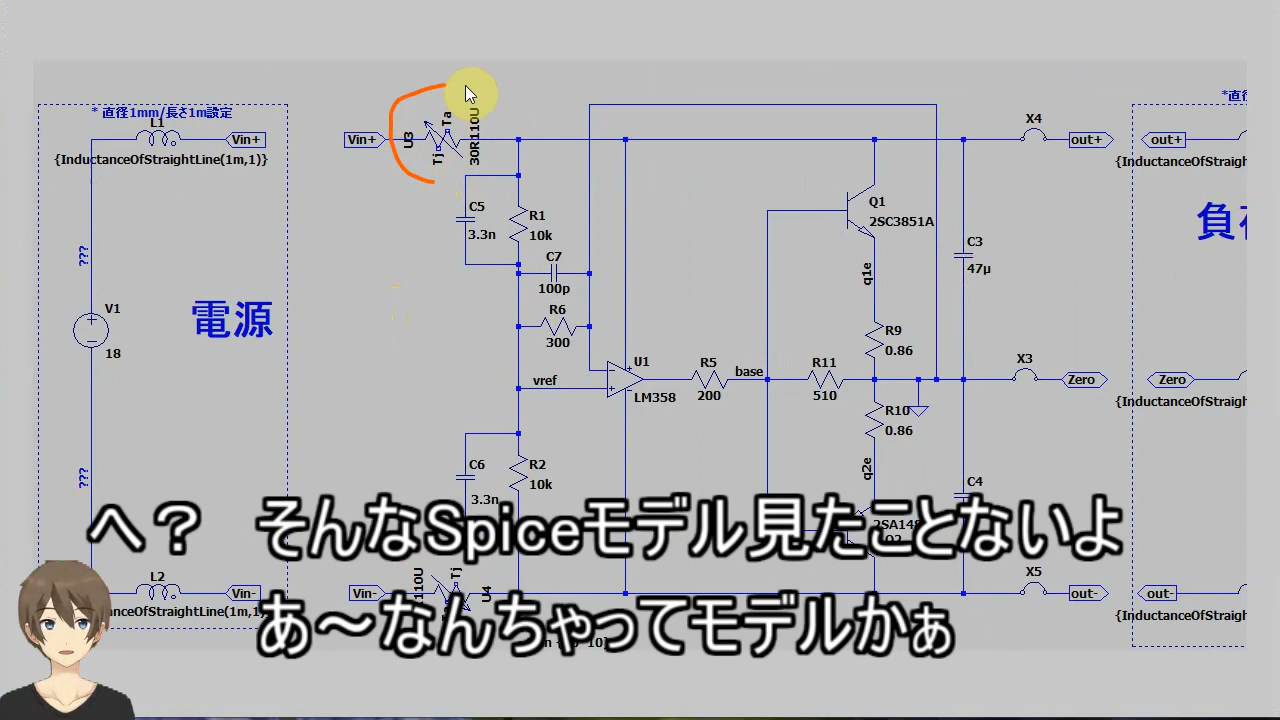 * 直径1mm/長さ1m設定
*直径
L1
Vin+
{InductanceOfStraightLine(1m,1m)}
???
V1
18
電源
???
L2
Vin-
Vin+
U3
Ta
Tj
30R110U
C5
3.3n
R1
10k
C7
100p
R6
300
vref
U1
LM358
R5
200
base
R11
510
Q1
2SC3851A
q1e
R9
0.86
R10
0.86
q2e
C3
47µ
X4
out+
X3
Zero
C4
X5
out-
C6
3.3n
R2
10k
Vin-
Tj
U4
out+
{InductanceOfStraigh
負荷
Zero
{InductanceOfStraigh
out-
{InductanceOfStraigh
へ？ そんなSpiceモデル見たことないよ
あ～なんちゃってモデルかぁ